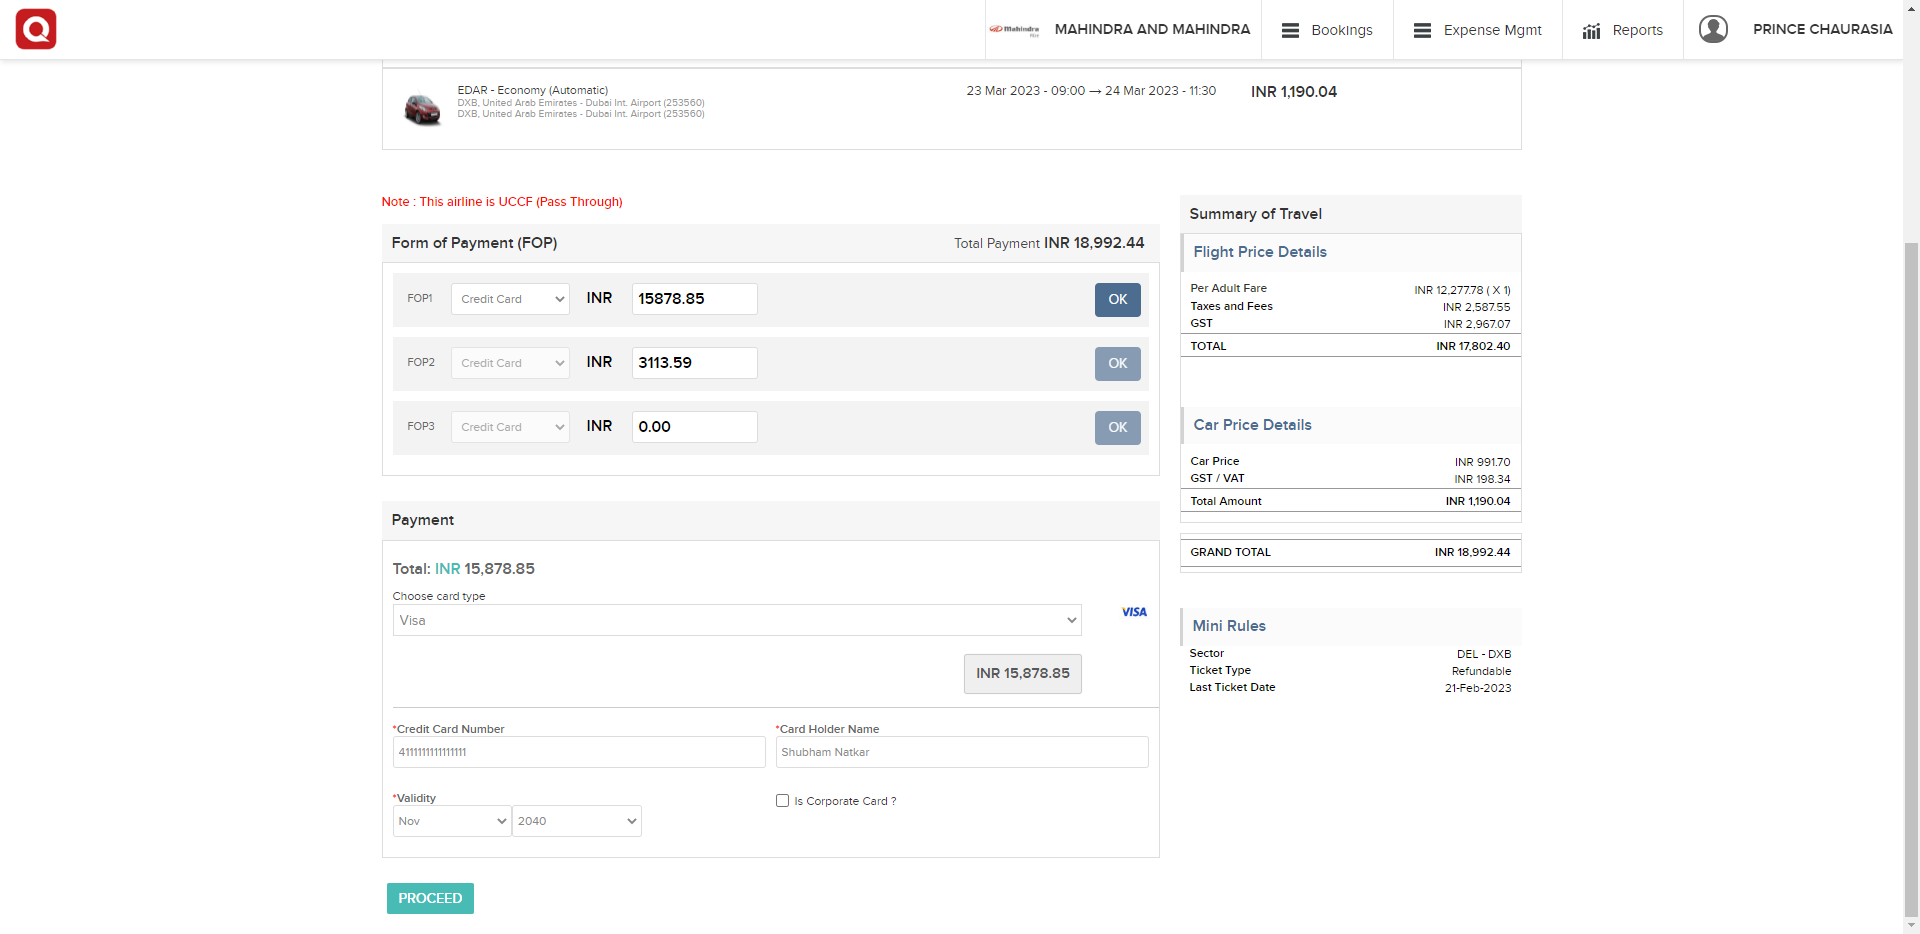 Q
Mahindra
MAHINDRA AND MAHINDRA
Bookings
Expense Mgmt
Reports
PRINCE CHAURASIA
EDAR - Economy (Automatic)
DXB, United Arab Emirates - Dubai Int. Airport (253560)
DXB, United Arab Emirates - Dubai Int. Airport (253560)
23 Mar 2023 - 09:00 → 24 Mar 2023 - 11:30
INR 1,190.04
Note : This airline is UCCF (Pass Through)
Form of Payment (FOP)
Total Payment INR 18,992.44
FOP1 Credit Card INR 15878.85 OK
FOP2 Credit Card INR 3113.59 OK
FOP3 Credit Card INR 0.00 OK
Payment
Total: INR 15,878.85
Choose card type
Visa
VISA
INR 15,878.85
*Credit Card Number
4111111111111111
*Card Holder Name
Shubham Natkar
*Validity
Nov 2040
Is Corporate Card ?
PROCEED
Summary of Travel
Flight Price Details
Per Adult Fare INR 12,277.78 ( X 1)
Taxes and Fees INR 2,587.55
GST INR 2,967.07
TOTAL INR 17,802.40
Car Price Details
Car Price INR 991.70
GST / VAT INR 198.34
Total Amount INR 1,190.04
GRAND TOTAL INR 18,992.44
Mini Rules
Sector DEL - DXB
Ticket Type Refundable
Last Ticket Date 21-Feb-2023